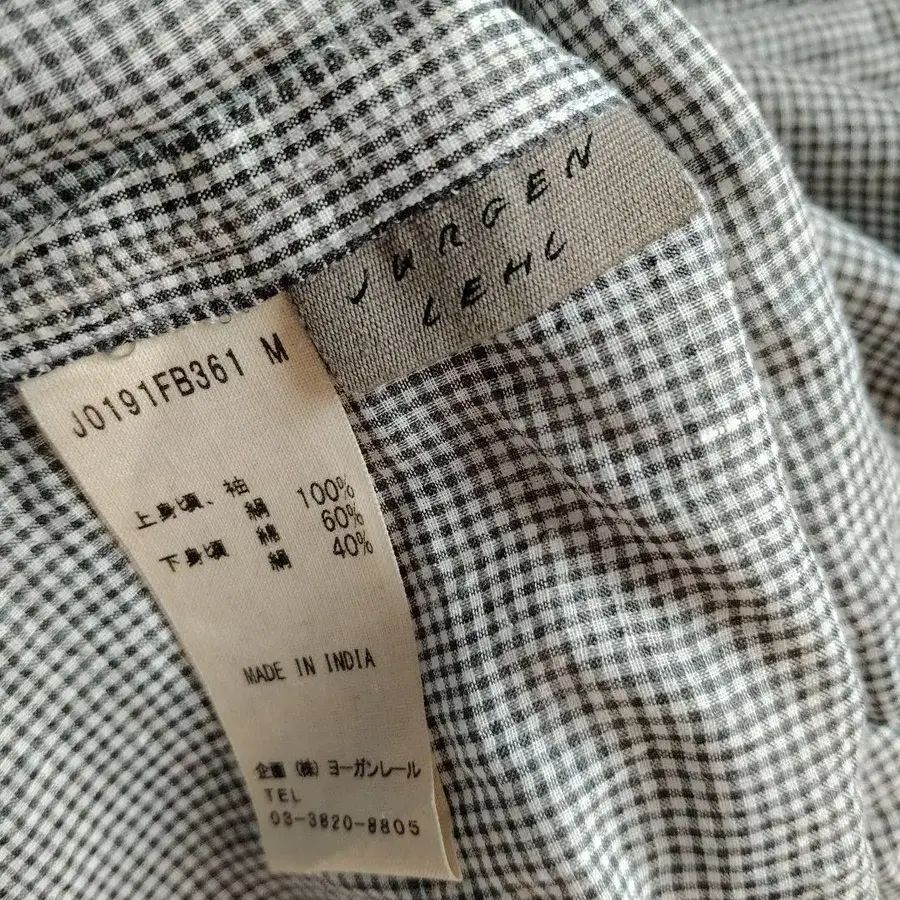 JURGEN
LEHL
J0191FB361 M
上身頃、袖
絹 100%
下身頃 綿 60%
絹 40%
MADE IN INDIA
企画 (株) ヨーガンレール
TEL
03-3820-8805